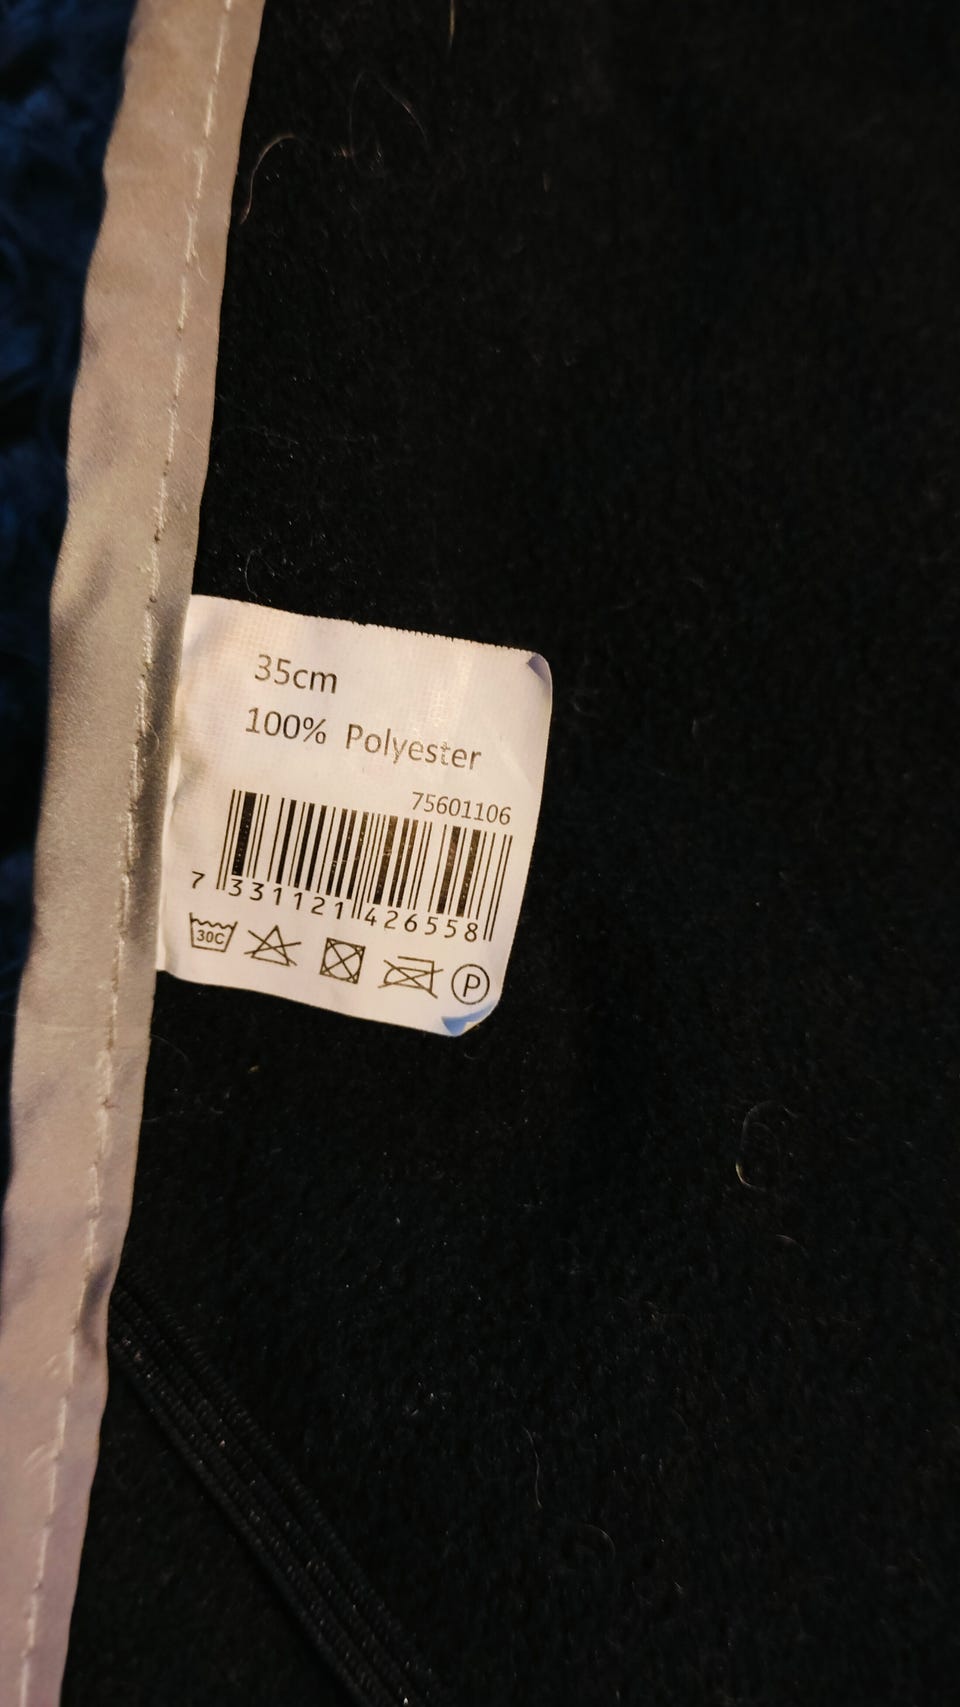 35cm
100% Polyester
75601106
7 331121 426558
30C
P